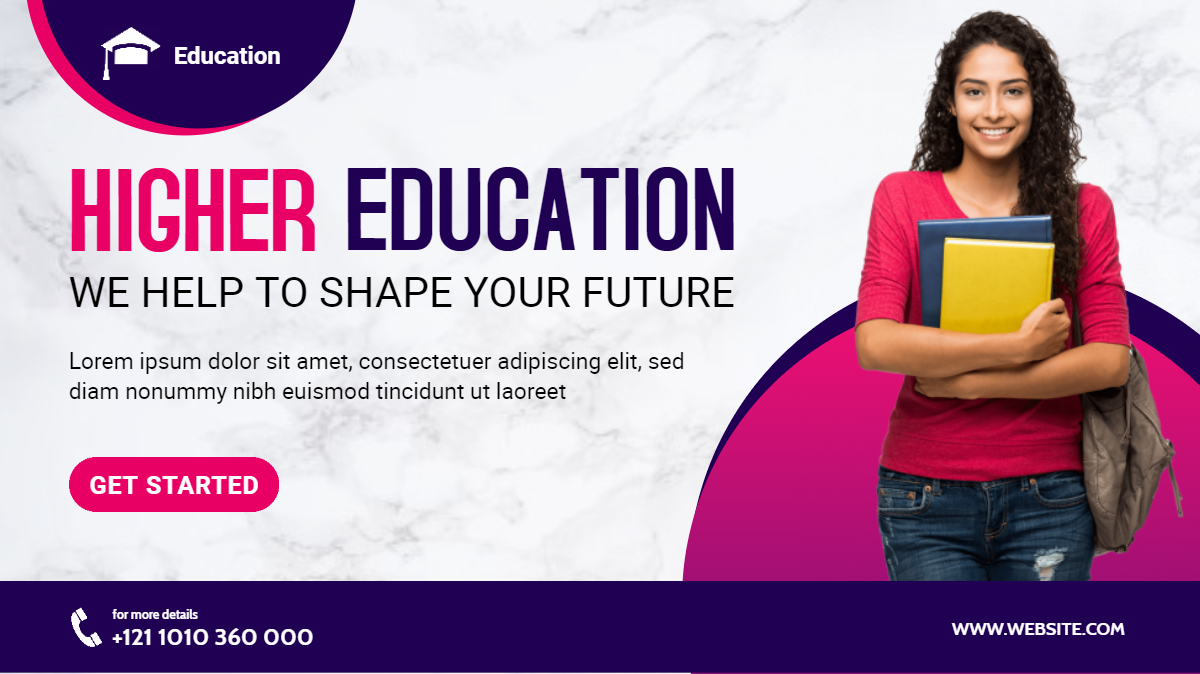 Education
HIGHER EDUCATION
WE HELP TO SHAPE YOUR FUTURE
Lorem ipsum dolor sit amet, consectetuer adipiscing elit, sed
diam nonummy nibh euismod tincidunt ut laoreet
GET STARTED
for more details
+121 1010 360 000
WWW.WEBSITE.COM